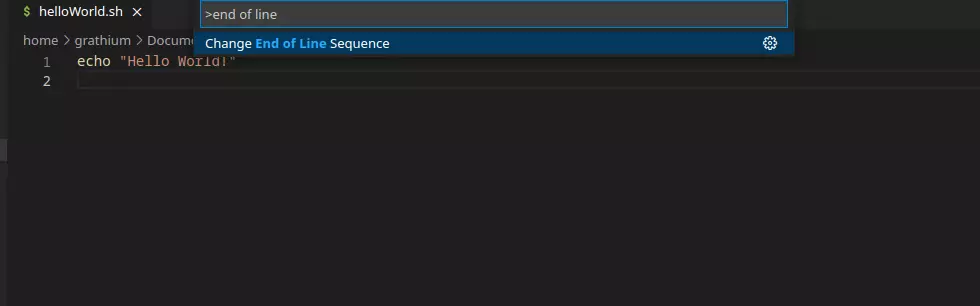 $ helloWorld.sh ×
>end of line
home > grathium > Docume
Change End of Line Sequence
1 echo "Hello World!"
2